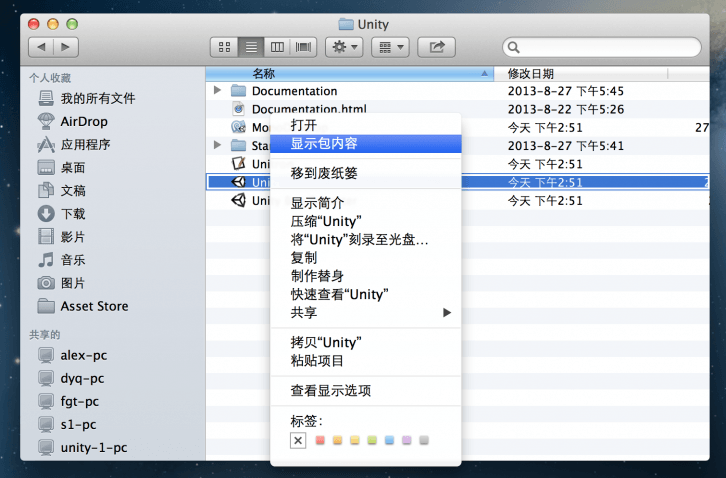 Unity
个人收藏
我的所有文件
AirDrop
应用程序
桌面
文稿
下载
影片
音乐
图片
Asset Store
共享的
alex-pc
dyq-pc
fgt-pc
s1-pc
unity-1-pc
名称 修改日期
Documentation 2013-8-27 下午5:45
Documentation.html 2013-8-22 下午5:26
Mo 今天 下午2:51 27
Sta 2013-8-27 下午5:41
Uni 今天 下午2:51
Uni 今天 下午2:51 2
Uni 今天 下午2:51
打开
显示包内容
移到废纸篓
显示简介
压缩“Unity”
将“Unity”刻录至光盘...
复制
制作替身
快速查看“Unity”
共享
拷贝“Unity”
粘贴项目
查看显示选项
标签: